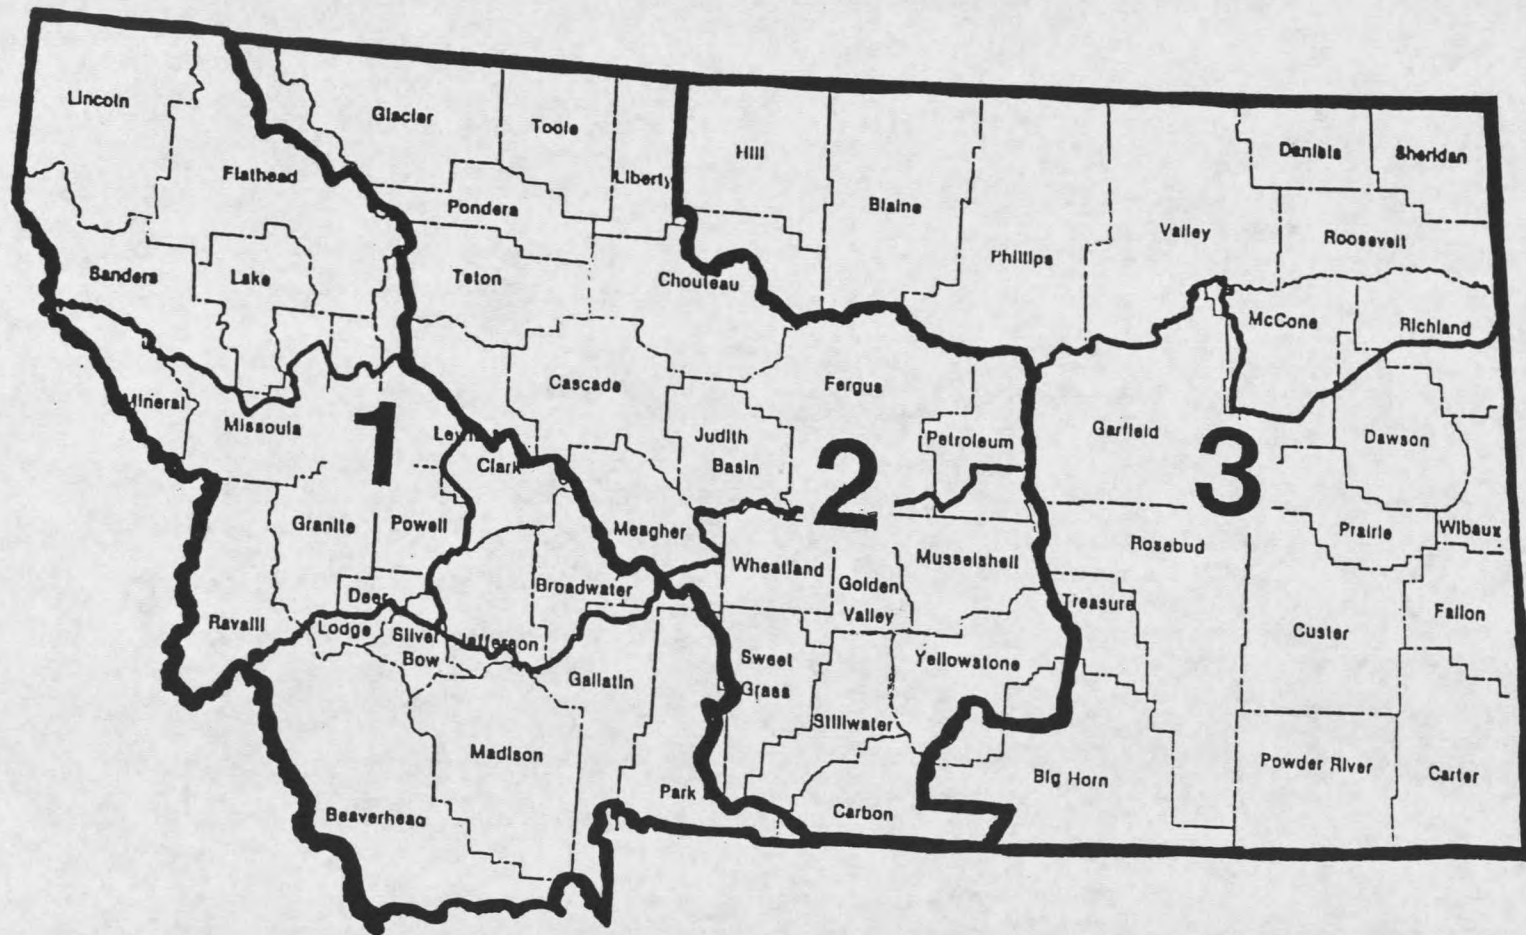 Lincoln
Glacier
Toole
Hill
Daniels
Sheridan
Flathead
Liberty
Blaine
Pondera
Valley
Roosevelt
Phillips
Sanders
Lake
Teton
Chouteau
McCone
Richland
Cascade
Fergus
Mineral
Missoula
1
Lewis
Clark
Judith
Basin
Petroleum
Garfield
Dawson
2
3
Granite
Powell
Meagher
Prairie
Wibaux
Rosebud
Musselshell
Wheatland
Golden
Valley
Broadwater
Deer
Lodge
Treasure
Fallon
Ravalli
Silver
Bow
Jefferson
Custer
Gallatin
Sweet
Grass
Yellowstone
Stillwater
Madison
Powder River
Carter
Big Horn
Park
Carbon
Beaverhead